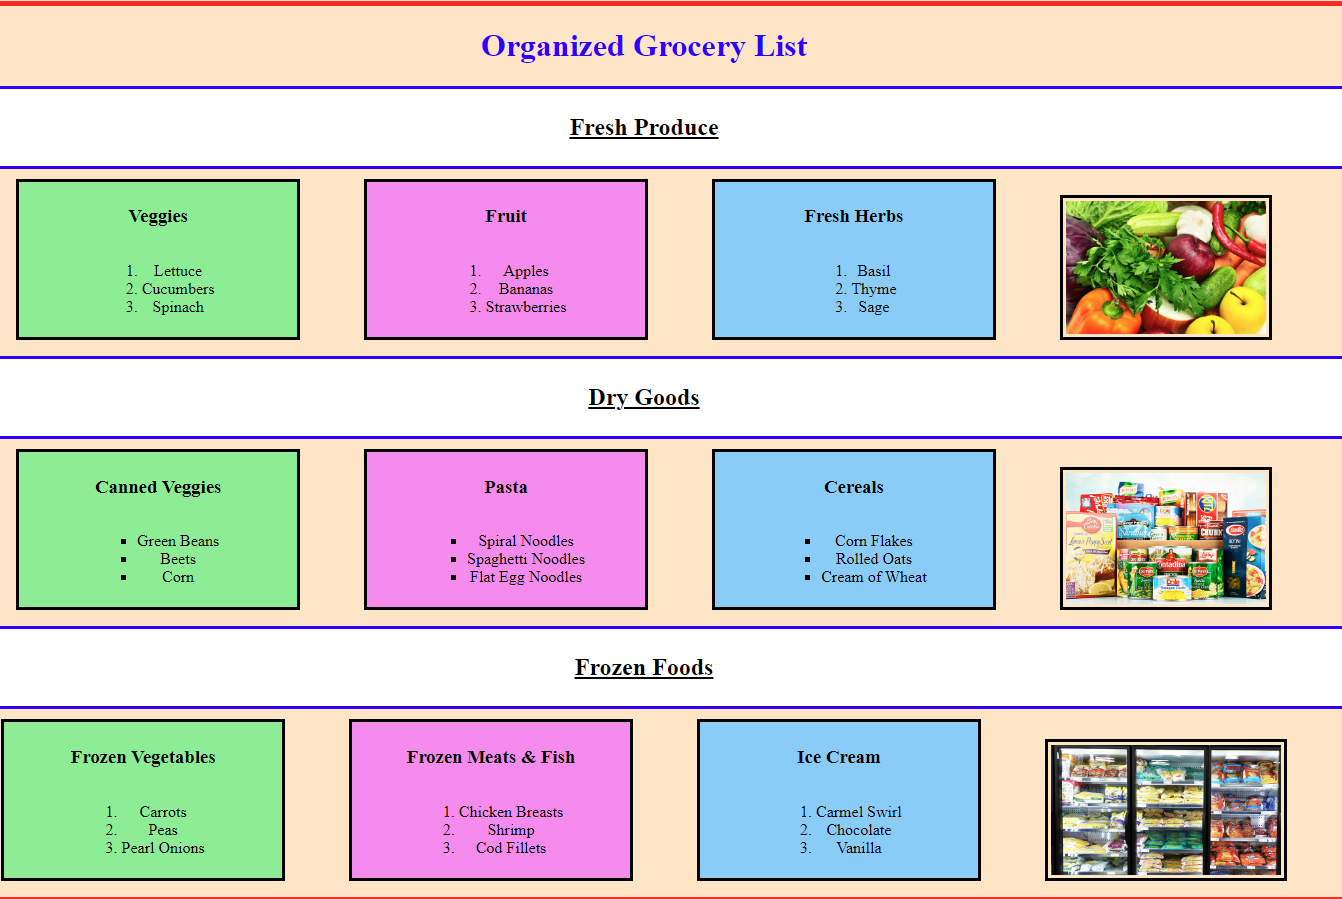 Organized Grocery List
Fresh Produce
Veggies
1. Lettuce
2. Cucumbers
3. Spinach
Fruit
1. Apples
2. Bananas
3. Strawberries
Fresh Herbs
1. Basil
2. Thyme
3. Sage
Dry Goods
Canned Veggies
▪ Green Beans
▪ Beets
▪ Corn
Pasta
▪ Spiral Noodles
▪ Spaghetti Noodles
▪ Flat Egg Noodles
Cereals
▪ Corn Flakes
▪ Rolled Oats
▪ Cream of Wheat
Frozen Foods
Frozen Vegetables
1. Carrots
2. Peas
3. Pearl Onions
Frozen Meats & Fish
1. Chicken Breasts
2. Shrimp
3. Cod Fillets
Ice Cream
1. Carmel Swirl
2. Chocolate
3. Vanilla